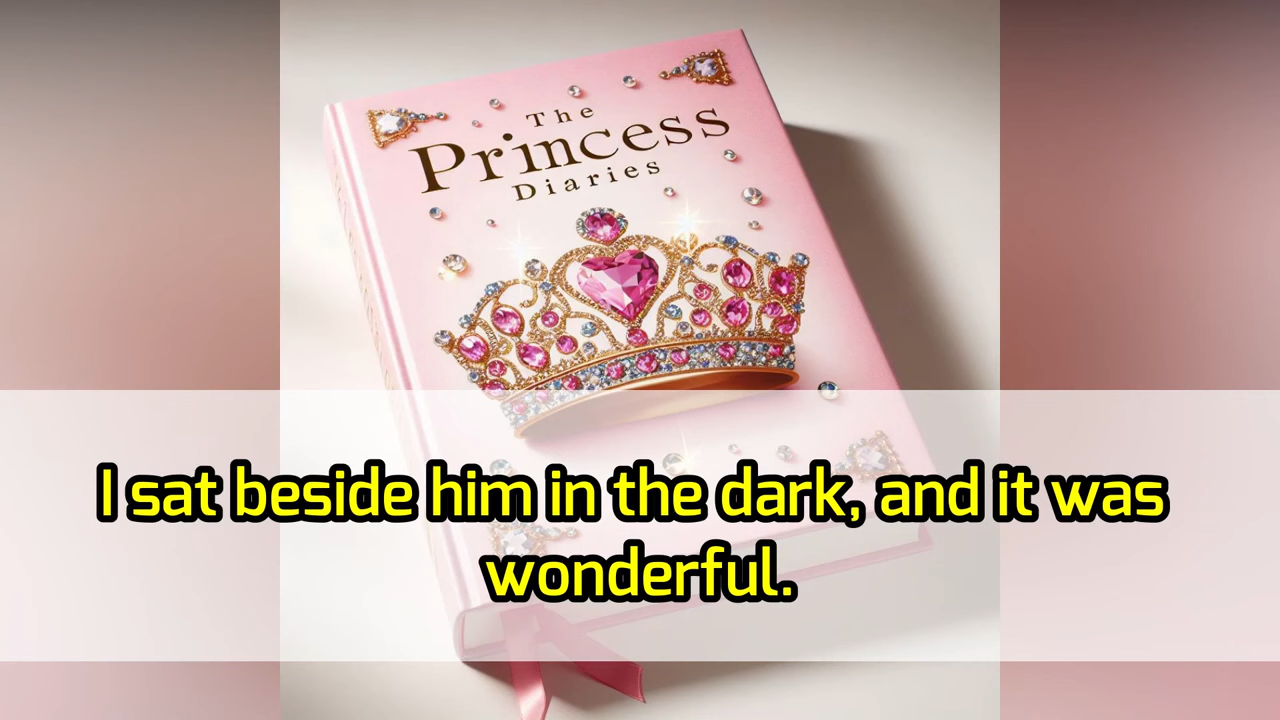 The
Princess
Diaries
I sat beside him in the dark, and it was
wonderful.